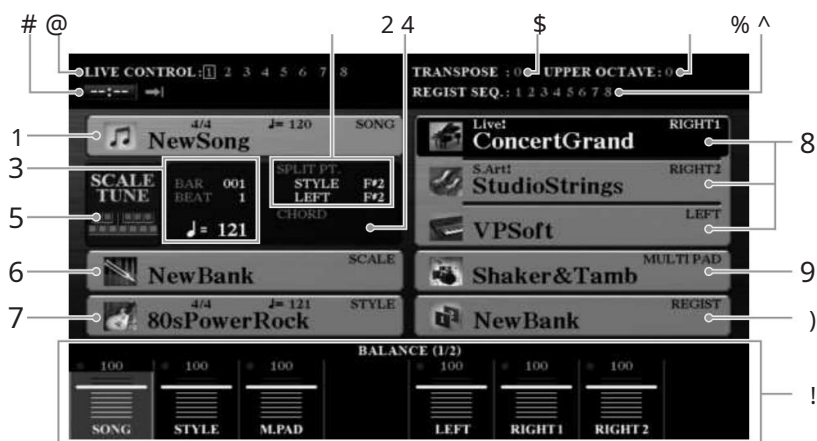 # @ 2 4 $ % ^
LIVE CONTROL: 1 2 3 4 5 6 7 8 TRANSPOSE : 0 UPPER OCTAVE: 0
--:-- REGIST SEQ.: 1 2 3 4 5 6 7 8
1 4/4 ♩= 120 SONG
NewSong
Live! RIGHT1
ConcertGrand 8
3
SCALE TUNE
BAR 001
BEAT 1
♩= 121
SPLIT PT.
STYLE F#2
LEFT F#2
CHORD
S.Art! RIGHT2
StudioStrings
5
LEFT
VPSoft
6 SCALE
NewBank
MULTI PAD
Shaker&Tamb 9
7 4/4 ♩= 121 STYLE
80sPowerRock
REGIST
NewBank )
BALANCE (1/2)
100 100 100 100 100 100
!
SONG STYLE M.PAD LEFT RIGHT1 RIGHT2